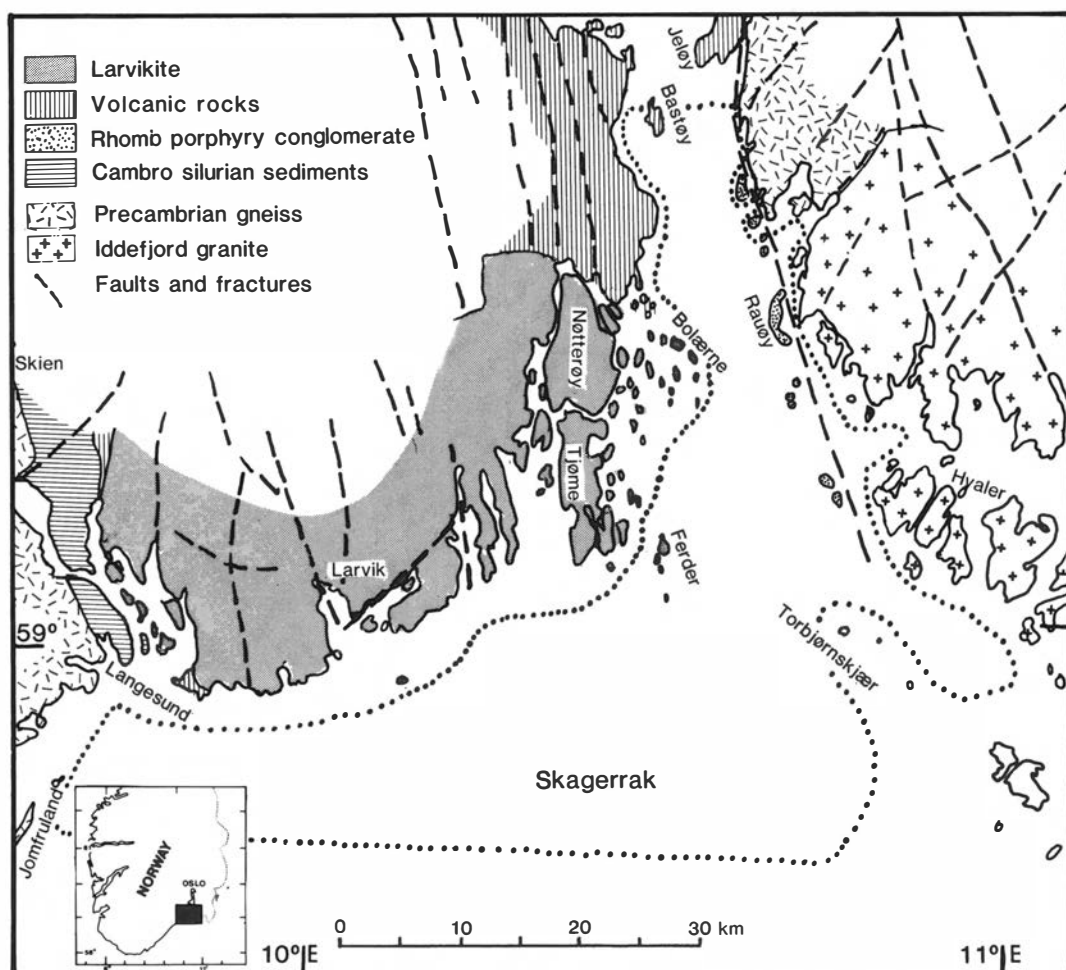 Larvikite
Volcanic rocks
Rhomb porphyry conglomerate
Cambro silurian sediments
Precambrian gneiss
Iddefjord granite
Faults and fractures
Jeløy
Bastøy
Skien
Nøtterøy
Bolærne
Rauøy
Tjøme
Hvaler
Larvik
Ferder
59°
Langesund
Torbjørnskjær
Skagerrak
Jomfruland
NORWAY
OSLO
0 10 20 30 km
10°E
11°E